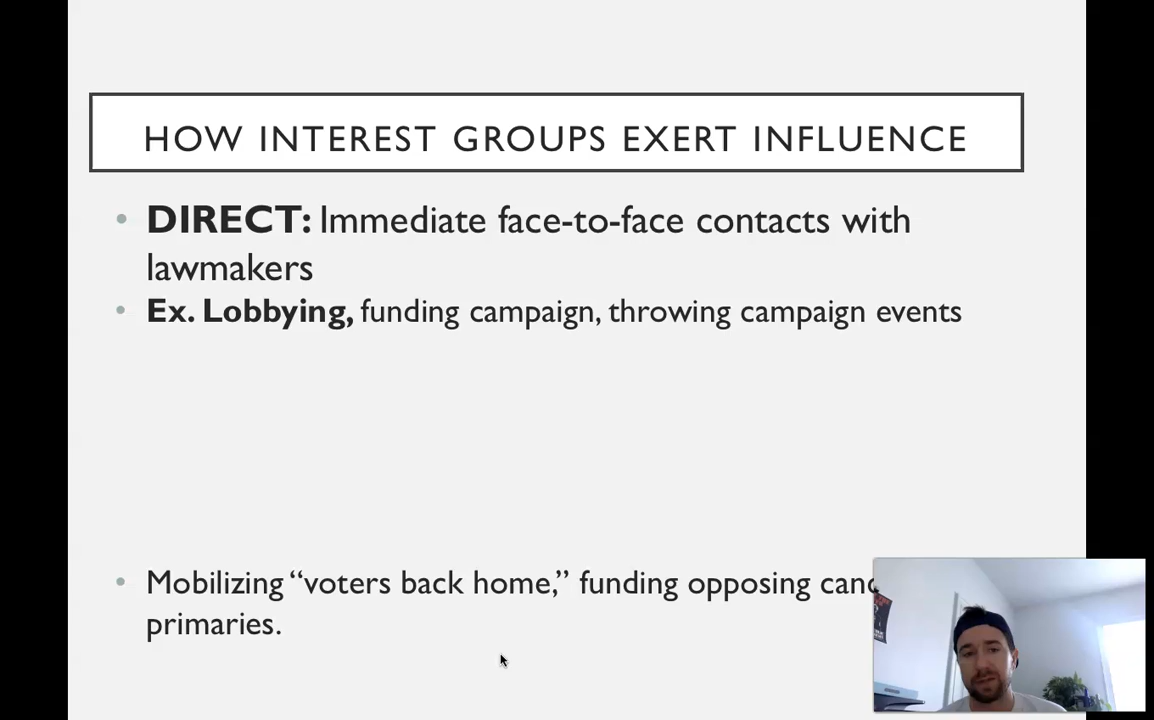 HOW INTEREST GROUPS EXERT INFLUENCE
• DIRECT: Immediate face-to-face contacts with
lawmakers
• Ex. Lobbying, funding campaign, throwing campaign events
• Mobilizing “voters back home,” funding opposing
primaries.